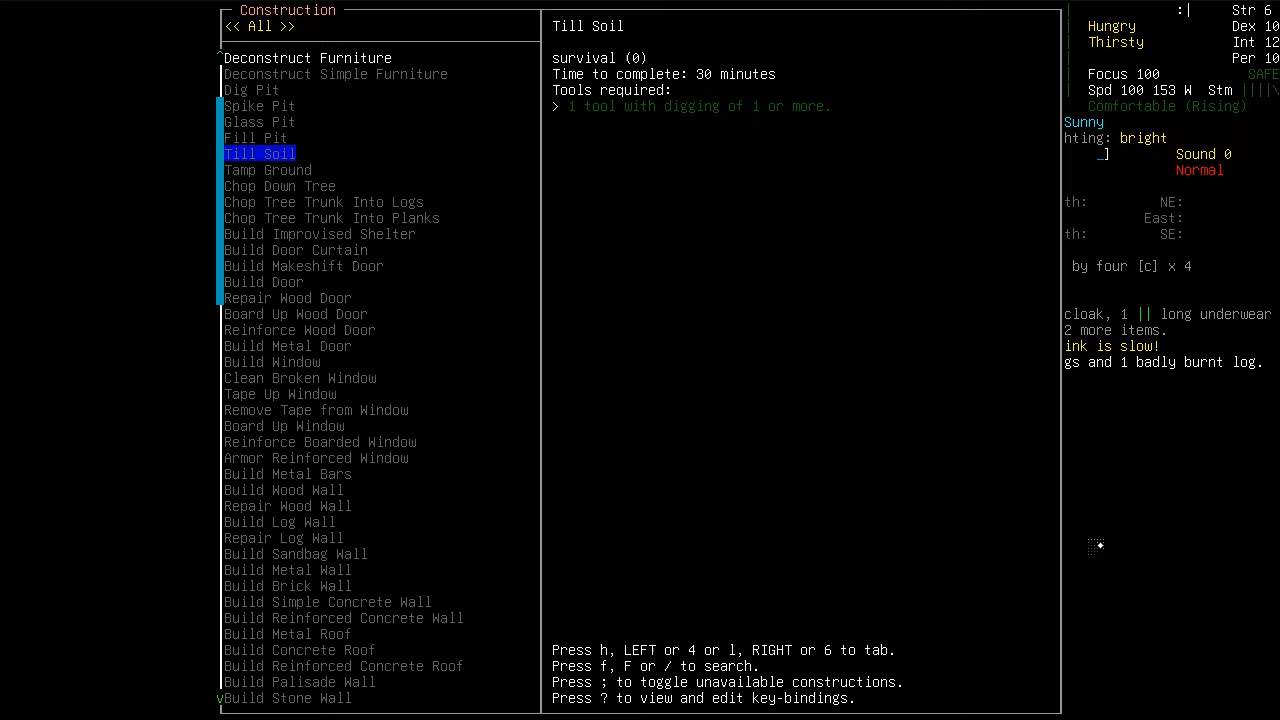 Construction
<< All >>
Deconstruct Furniture
Deconstruct Simple Furniture
Dig Pit
Spike Pit
Glass Pit
Fill Pit
Till Soil
Tamp Ground
Chop Down Tree
Chop Tree Trunk Into Logs
Chop Tree Trunk Into Planks
Build Improvised Shelter
Build Door Curtain
Build Makeshift Door
Build Door
Repair Wood Door
Board Up Wood Door
Reinforce Wood Door
Build Metal Door
Build Window
Clean Broken Window
Tape Up Window
Remove Tape from Window
Board Up Window
Reinforce Boarded Window
Armor Reinforced Window
Build Metal Bars
Build Wood Wall
Repair Wood Wall
Build Log Wall
Repair Log Wall
Build Sandbag Wall
Build Metal Wall
Build Brick Wall
Build Simple Concrete Wall
Build Reinforced Concrete Wall
Build Metal Roof
Build Concrete Roof
Build Reinforced Concrete Roof
Build Palisade Wall
Build Stone Wall
Till Soil
survival (0)
Time to complete: 30 minutes
Tools required:
> 1 tool with digging of 1 or more.
Press h, LEFT or 4 or l, RIGHT or 6 to tab.
Press f, F or / to search.
Press ; to toggle unavailable constructions.
Press ? to view and edit key-bindings.
:| Str 6
Hungry Dex 10
Thirsty Int 12
Per 10
Focus 100 SAFE
Spd 100 153 W Stm ||||\
Comfortable (Rising)
Sunny
hting: bright
_] Sound 0
Normal
th: NE:
East:
th: SE:
by four [c] x 4
cloak, 1 || long underwear
2 more items.
ink is slow!
gs and 1 badly burnt log.